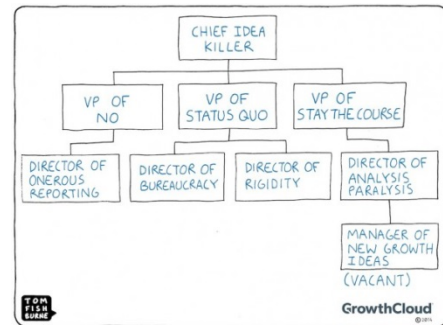 CHIEF IDEA
KILLER
VP OF
NO
VP OF
STATUS QUO
VP OF
STAY THE COURSE
DIRECTOR OF
ONEROUS
REPORTING
DIRECTOR OF
BUREAUCRACY
DIRECTOR OF
RIGIDITY
DIRECTOR OF
ANALYSIS
PARALYSIS
MANAGER OF
NEW GROWTH
IDEAS
(VACANT)
TOM
FISH
BURNE
GrowthCloud